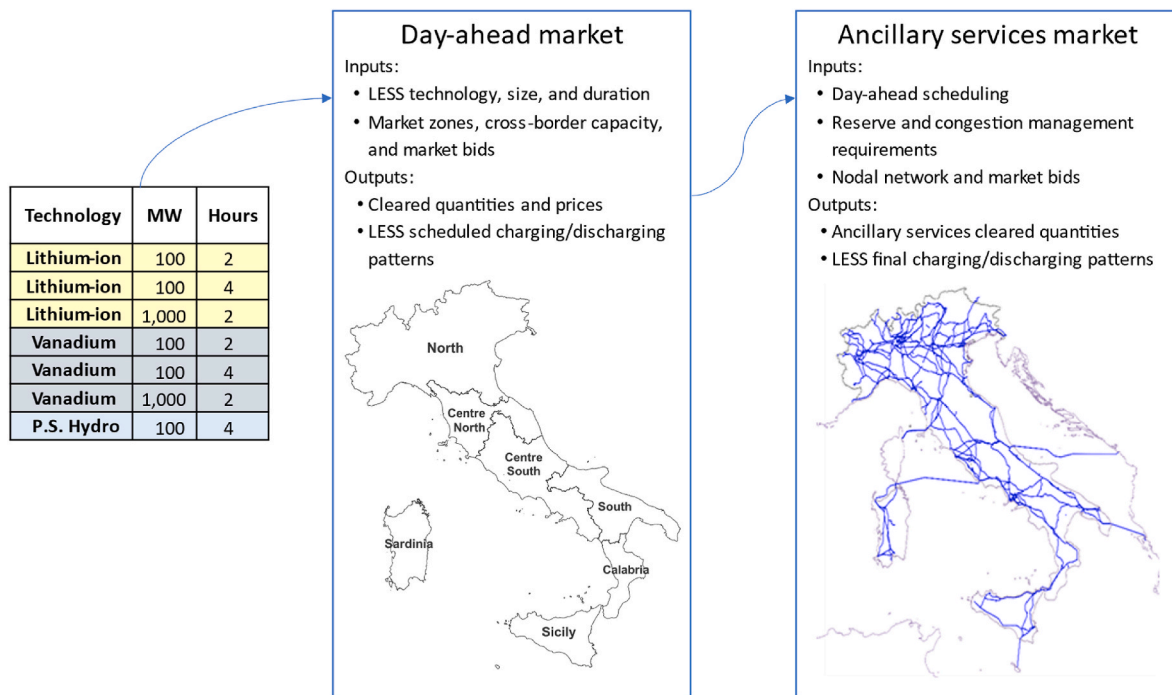 Technology MW Hours
Lithium-ion 100 2
Lithium-ion 100 4
Lithium-ion 1,000 2
Vanadium 100 2
Vanadium 100 4
Vanadium 1,000 2
P.S. Hydro 100 4
Day-ahead market
Inputs:
• LESS technology, size, and duration
• Market zones, cross-border capacity,
and market bids
Outputs:
• Cleared quantities and prices
• LESS scheduled charging/discharging
patterns
North
Centre
North
Centre
South
South
Sardinia
Calabria
Sicily
Ancillary services market
Inputs:
• Day-ahead scheduling
• Reserve and congestion management
requirements
• Nodal network and market bids
Outputs:
• Ancillary services cleared quantities
• LESS final charging/discharging patterns